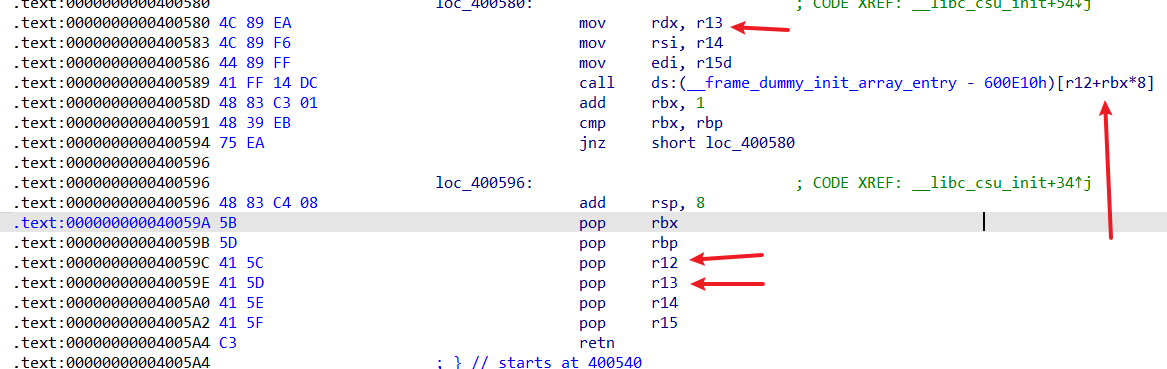 .text:0000000000400580 loc_400580: ; CODE XREF: __libc_csu_init+54↓j
.text:0000000000400580 4C 89 EA mov rdx, r13
.text:0000000000400583 4C 89 F6 mov rsi, r14
.text:0000000000400586 44 89 FF mov edi, r15d
.text:0000000000400589 41 FF 14 DC call ds:(__frame_dummy_init_array_entry - 600E10h)[r12+rbx*8]
.text:000000000040058D 48 83 C3 01 add rbx, 1
.text:0000000000400591 48 39 EB cmp rbx, rbp
.text:0000000000400594 75 EA jnz short loc_400580
.text:0000000000400596
.text:0000000000400596 loc_400596: ; CODE XREF: __libc_csu_init+34↑j
.text:0000000000400596 48 83 C4 08 add rsp, 8
.text:000000000040059A 5B pop rbx
.text:000000000040059B 5D pop rbp
.text:000000000040059C 41 5C pop r12
.text:000000000040059E 41 5D pop r13
.text:00000000004005A0 41 5E pop r14
.text:00000000004005A2 41 5F pop r15
.text:00000000004005A4 C3 retn
.text:00000000004005A4 ; } // starts at 400540